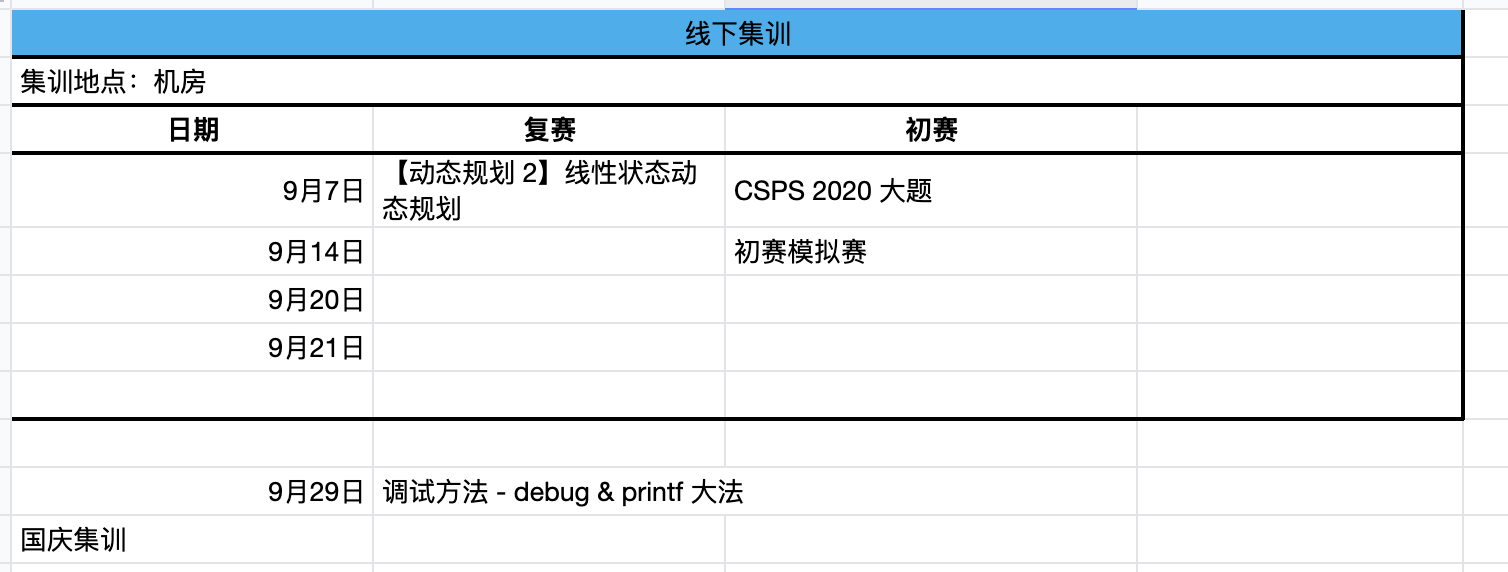 线下集训
集训地点：机房
日期 复赛 初赛
9月7日 【动态规划 2】线性状态动
态规划 CSPS 2020 大题
9月14日 初赛模拟赛
9月20日
9月21日
9月29日 调试方法 - debug & printf 大法
国庆集训